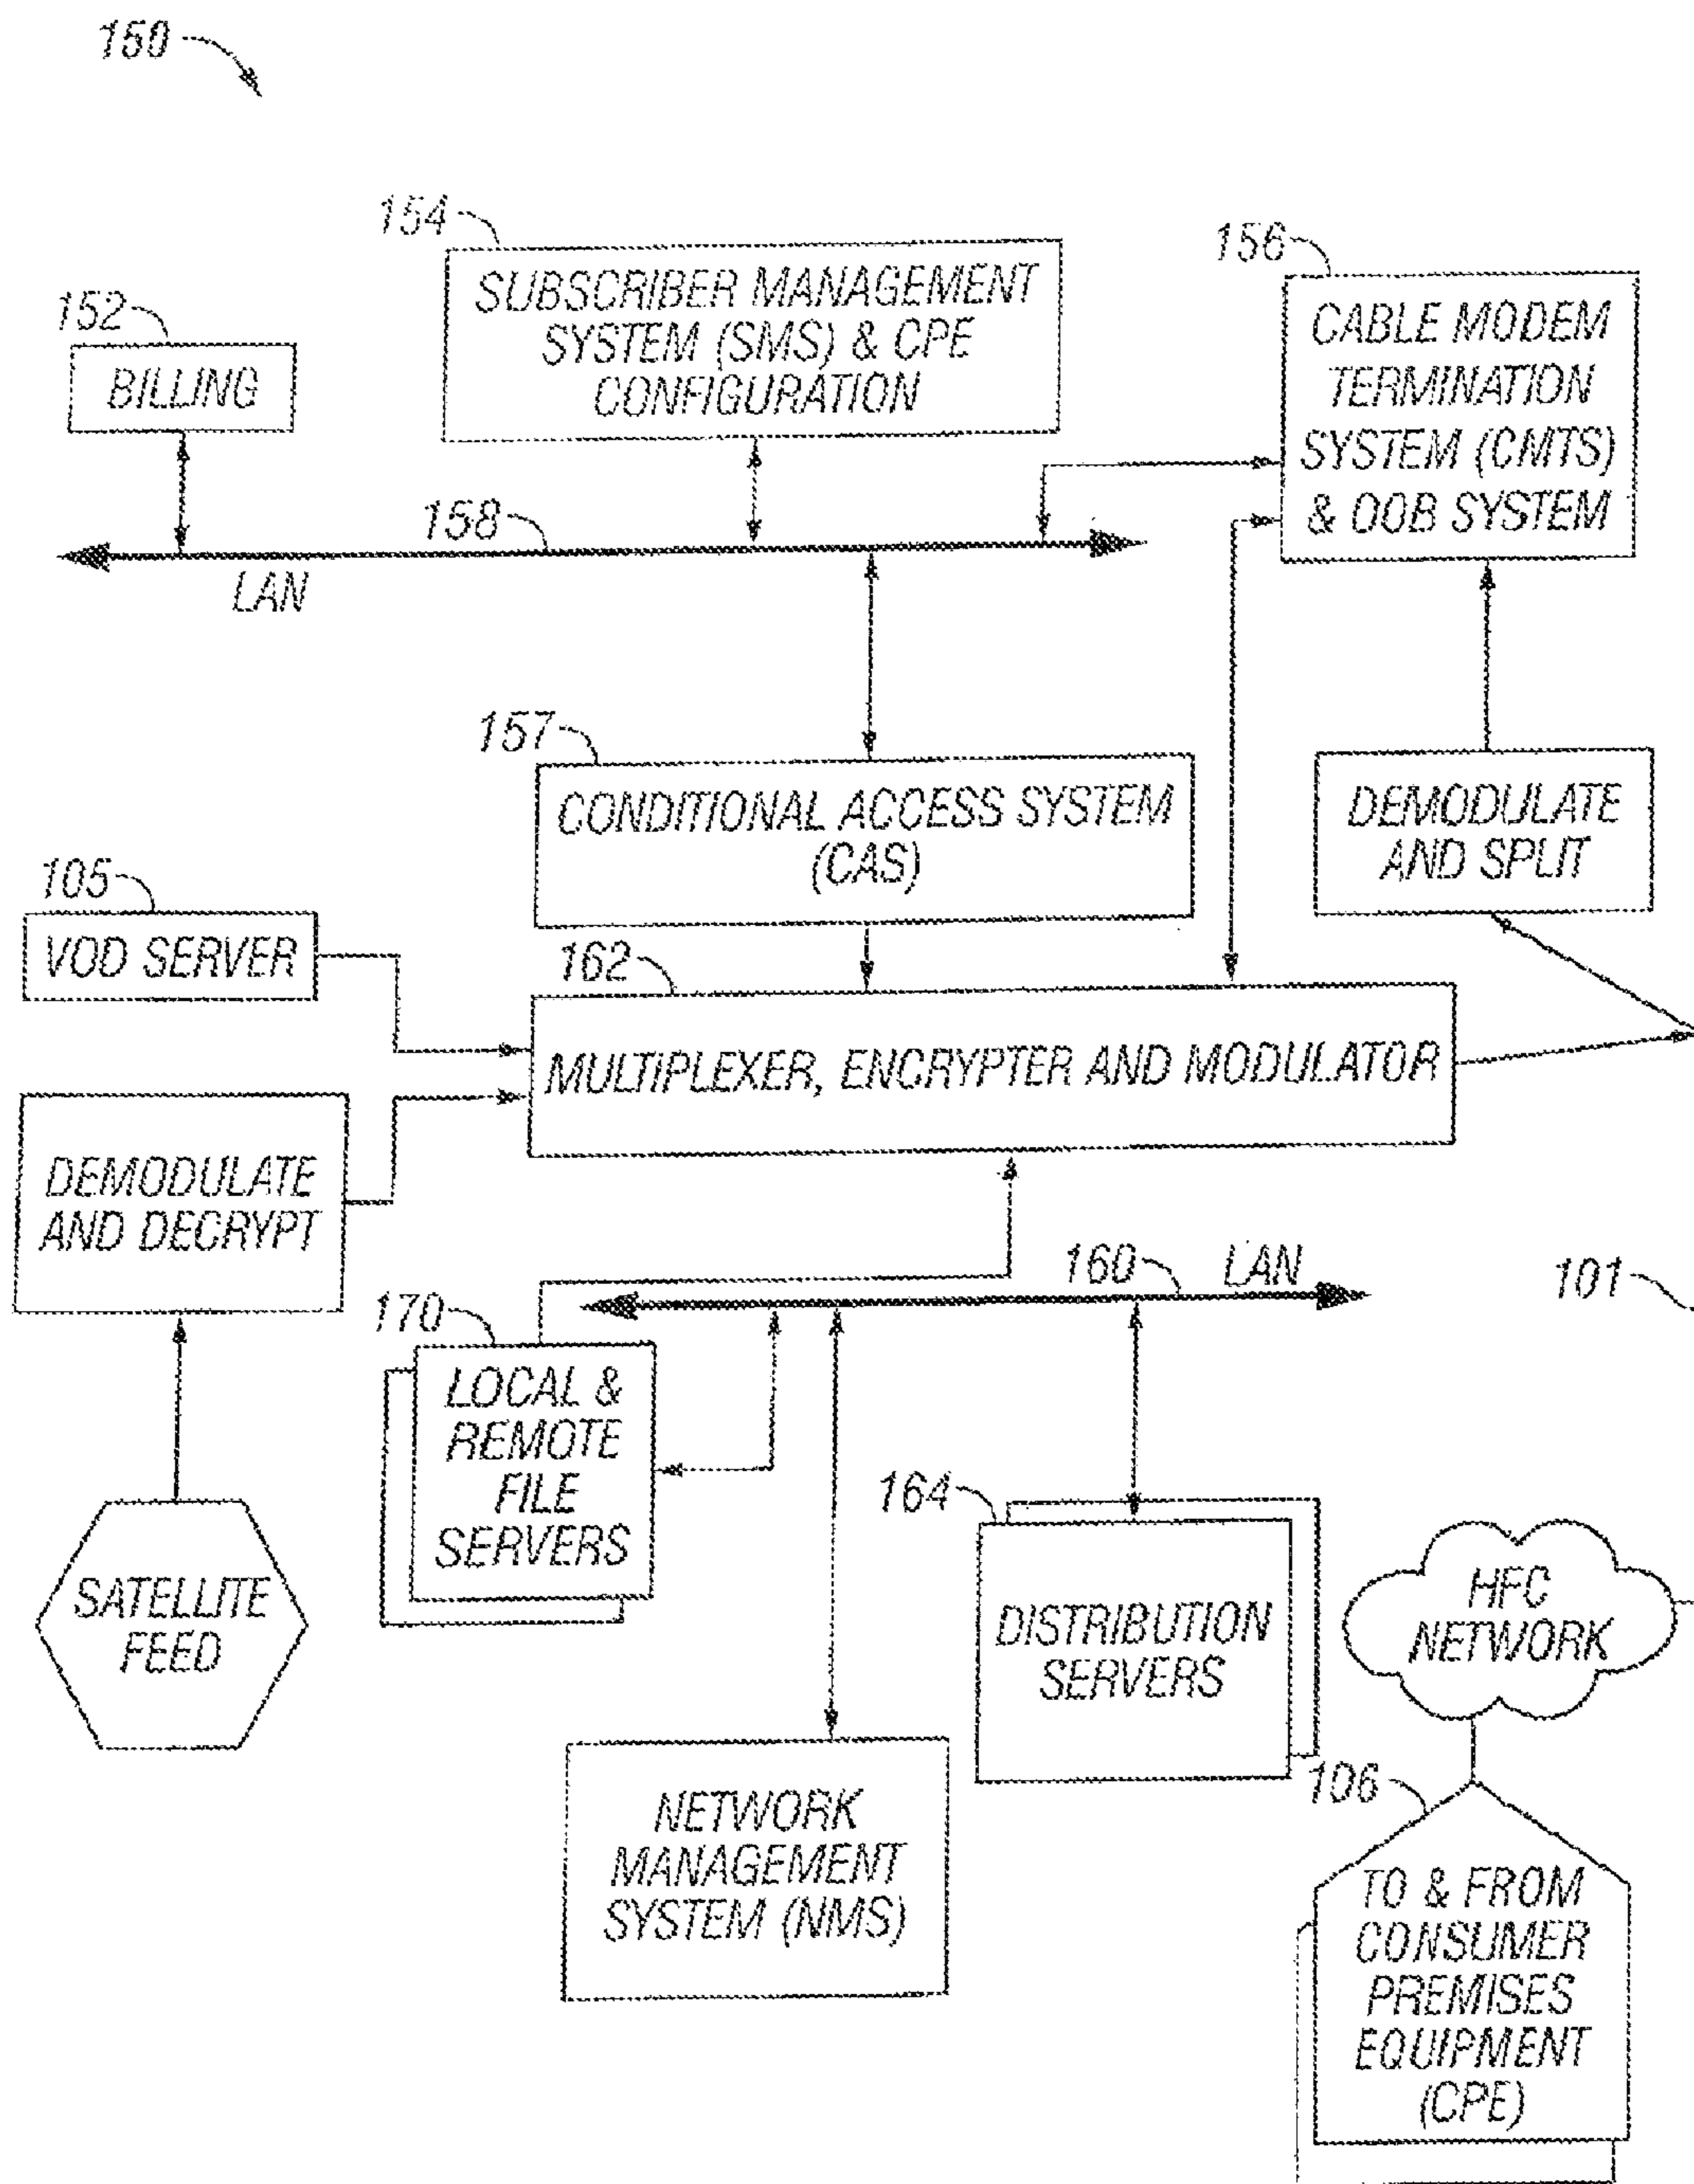 150
154
156
SUBSCRIBER MANAGEMENT
SYSTEM (SMS) & CPE
CONFIGURATION
CABLE MODEM
TERMINATION
SYSTEM (CMTS)
& OOB SYSTEM
152
BILLING
158
LAN
157
CONDITIONAL ACCESS SYSTEM
(CAS)
DEMODULATE
AND SPLIT
105
VOD SERVER
162
MULTIPLEXER, ENCRYPTER AND MODULATOR
DEMODULATE
AND DECRYPT
160
LAN
101
170
LOCAL &
REMOTE
FILE
SERVERS
164
DISTRIBUTION
SERVERS
HFC
NETWORK
SATELLITE
FEED
106
NETWORK
MANAGEMENT
SYSTEM (NMS)
TO & FROM
CONSUMER
PREMISES
EQUIPMENT
(CPE)